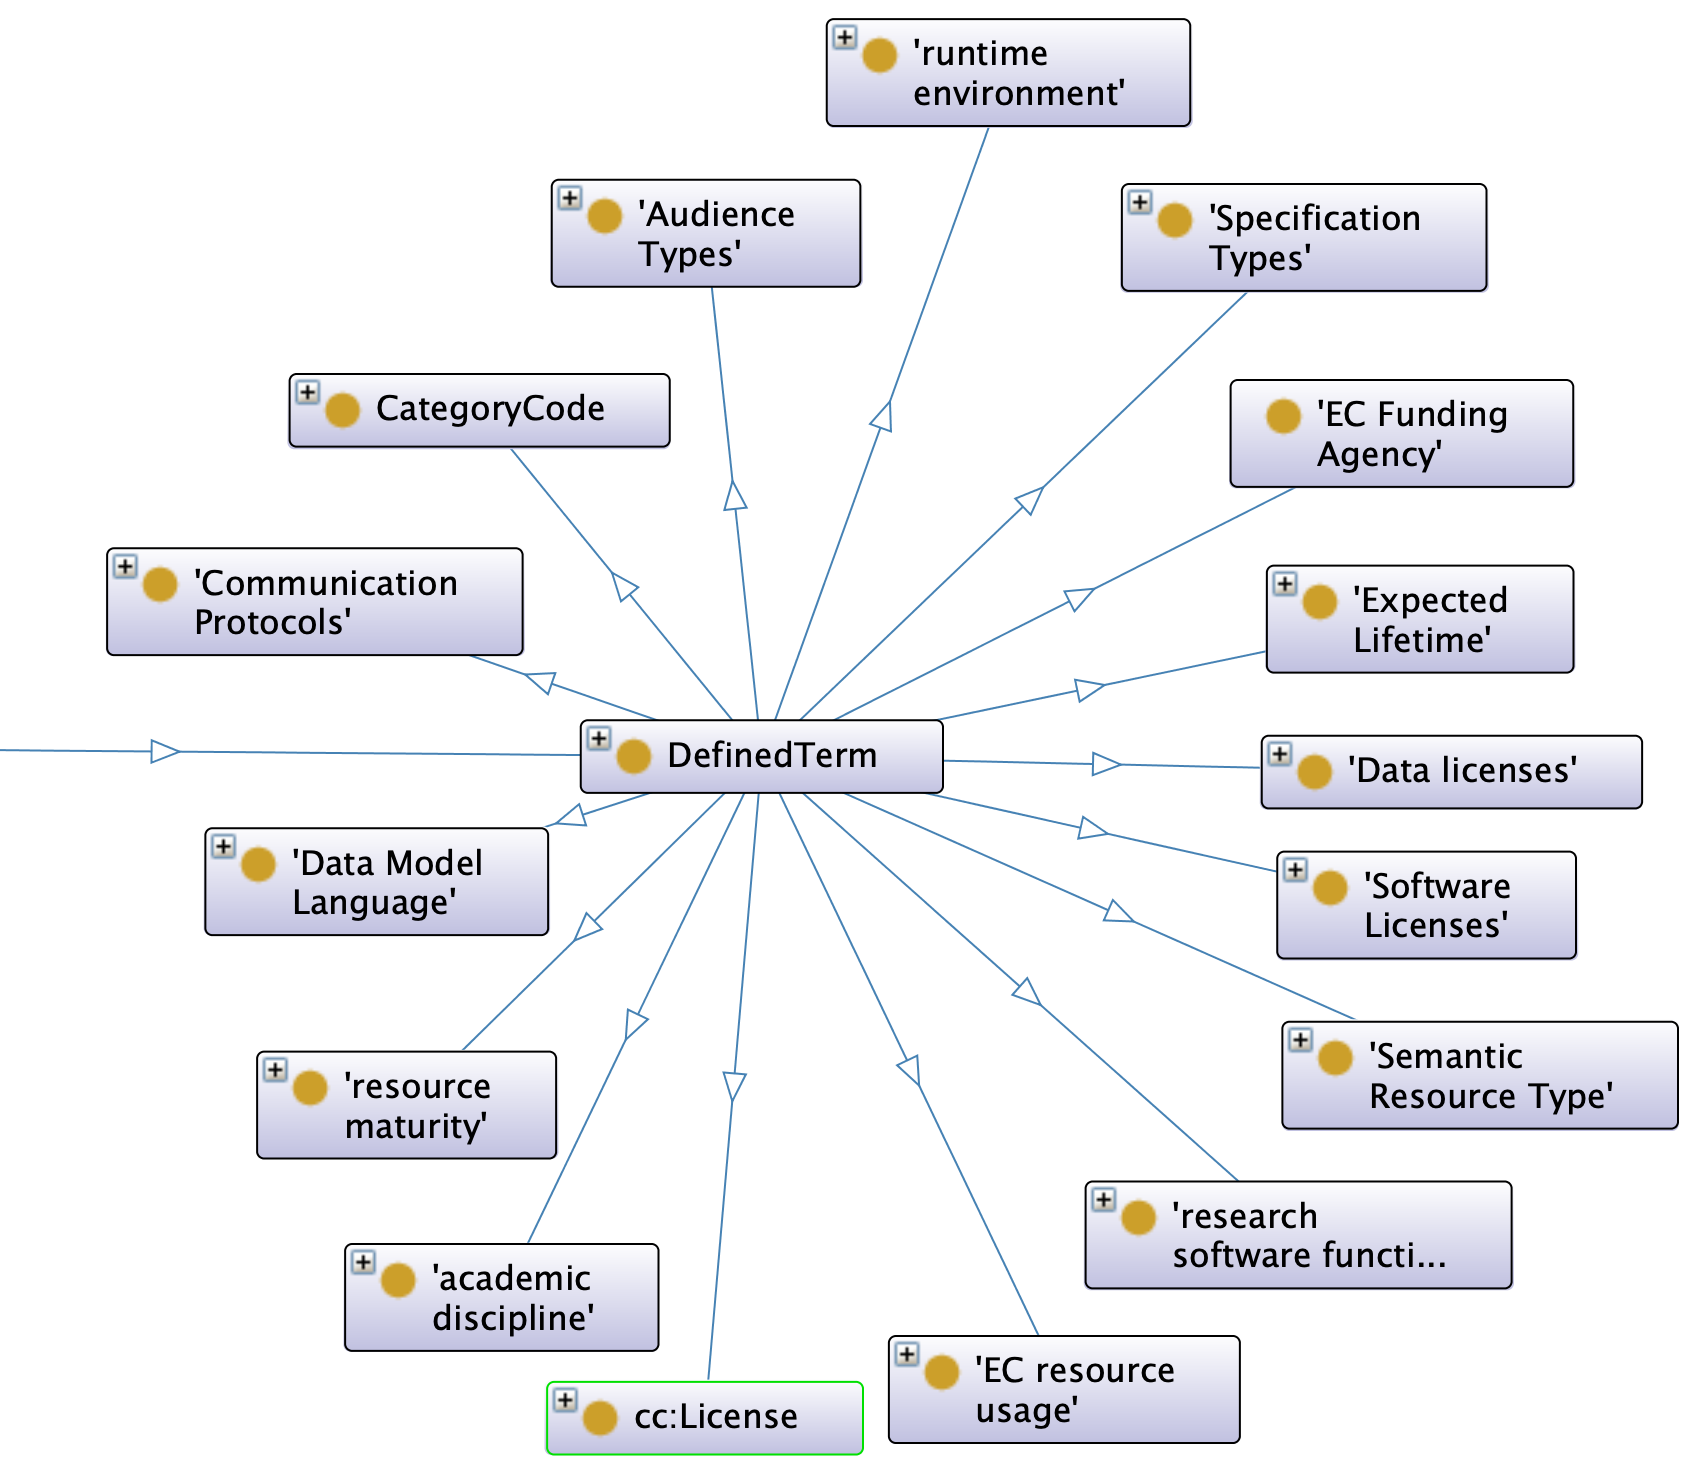 'runtime
environment'
'Audience
Types'
'Specification
Types'
CategoryCode
'EC Funding
Agency'
'Communication
Protocols'
'Expected
Lifetime'
DefinedTerm
'Data licenses'
'Data Model
Language'
'Software
Licenses'
'resource
maturity'
'Semantic
Resource Type'
'research
software functi...
'academic
discipline'
'EC resource
usage'
cc:License